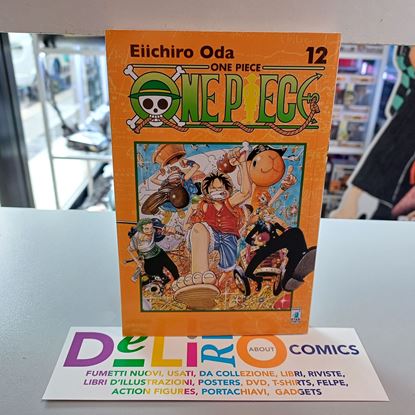 Eiichiro Oda 12
ONE PIECE
ONE PIECE
DeLiRi
ABOUT
COMICS
FUMETTI NUOVI, USATI, DA COLLEZIONE, LIBRI, RIVISTE,
LIBRI D'ILLUSTRAZIONI, POSTERS, DVD, T-SHIRTS, FELPE,
ACTION FIGURES, PORTACHIAVI, GADGETS